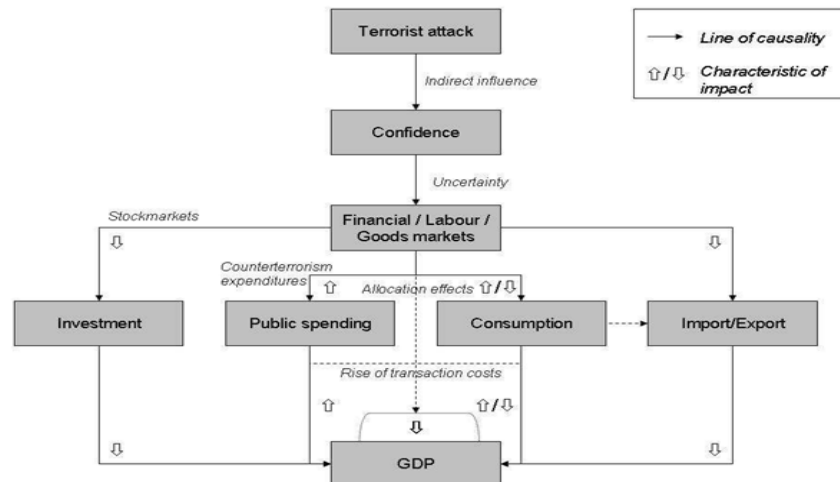 Terrorist attack
Line of causality
⇧/⇩ Characteristic of
impact
Indirect influence
Confidence
Uncertainty
Stockmarkets
Financial / Labour /
Goods markets
⇩
⇩
Counterterrorism
expenditures
⇧
Allocation effects
⇧/⇩
Investment
Public spending
Consumption
Import/Export
Rise of transaction costs
⇧
⇧/⇩
⇩
⇩
⇩
GDP